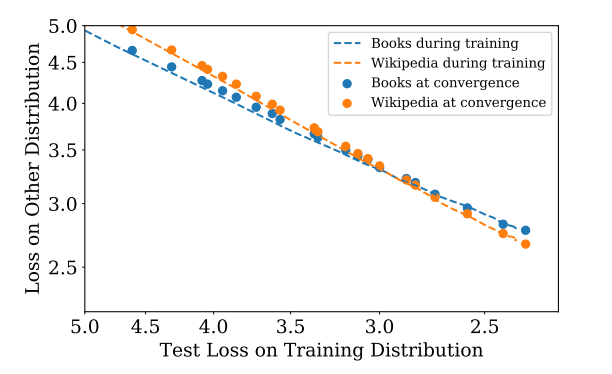 5.0
4.5
4.0
3.5
3.0
2.5
Loss on Other Distribution
Books during training
Wikipedia during training
Books at convergence
Wikipedia at convergence
5.0 4.5 4.0 3.5 3.0 2.5
Test Loss on Training Distribution